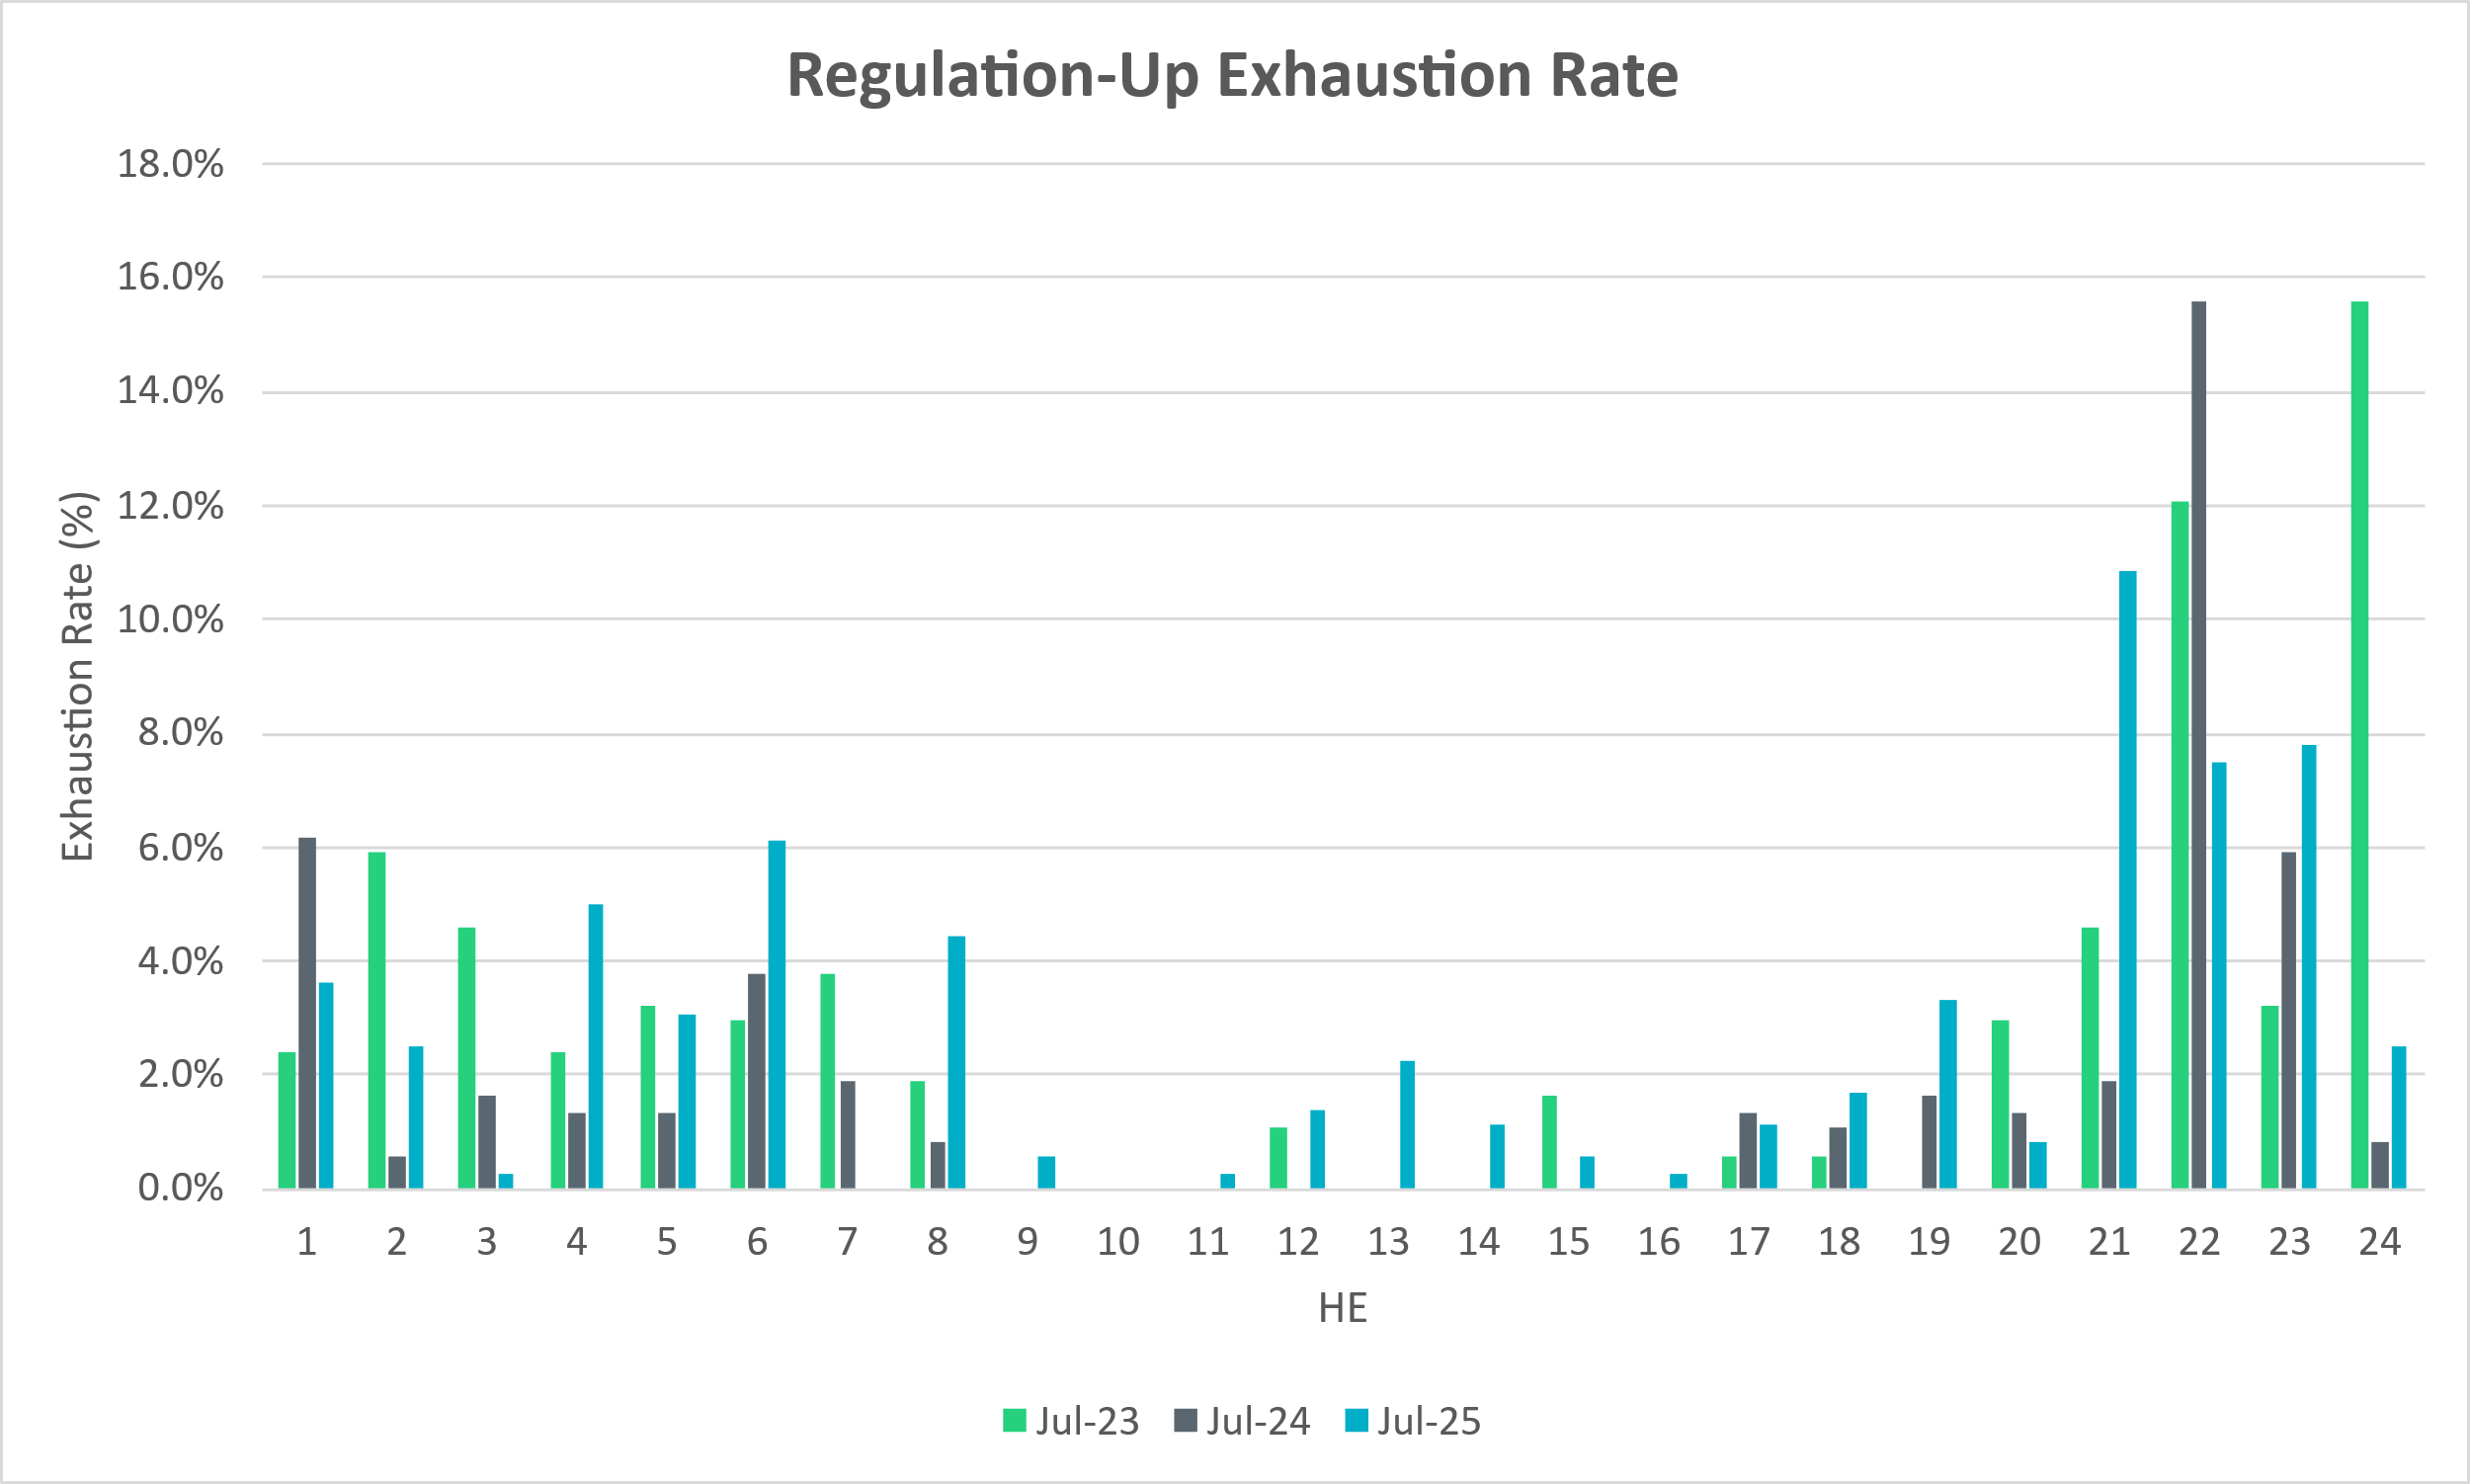 Regulation-Up Exhaustion Rate
18.0%
16.0%
14.0%
12.0%
10.0%
8.0%
6.0%
4.0%
2.0%
0.0%
Exhaustion Rate (%)
1 2 3 4 5 6 7 8 9 10 11 12 13 14 15 16 17 18 19 20 21 22 23 24
HE
Jul-23 Jul-24 Jul-25